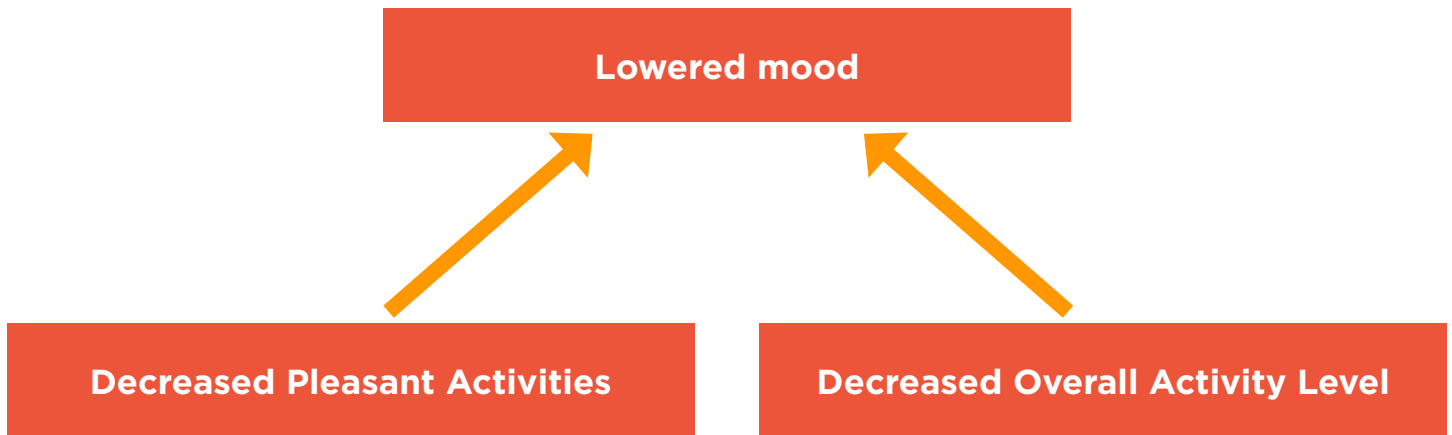 Lowered mood
Decreased Pleasant Activities
Decreased Overall Activity Level